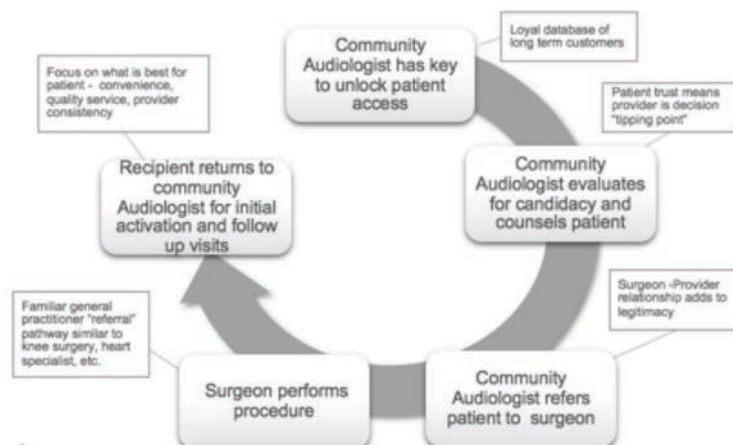 Community
Audiologist has key
to unlock patient
access
Loyal database of
long term customers
Patient trust means
provider is decision
"tipping point"
Community
Audiologist evaluates
for candidacy and
counsels patient
Surgeon -Provider
relationship adds to
legitimacy
Community
Audiologist refers
patient to surgeon
Surgeon performs
procedure
Familiar general
practitioner "referral"
pathway similar to
knee surgery, heart
specialist, etc.
Recipient returns to
community
Audiologist for initial
activation and follow
up visits
Focus on what is best for
patient - convenience,
quality service, provider
consistency